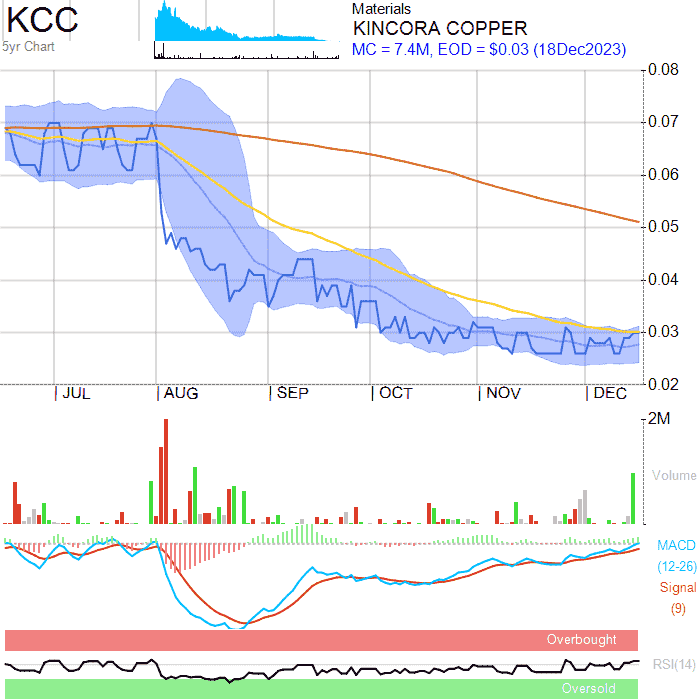 KCC
5yr Chart
Materials
KINCORA COPPER
MC = 7.4M, EOD = $0.03 (18Dec2023)
0.08
0.07
0.06
0.05
0.04
0.03
0.02
JUL AUG SEP OCT NOV DEC
2M
Volume
MACD
(12-26)
Signal
(9)
Overbought
RSI(14)
Oversold